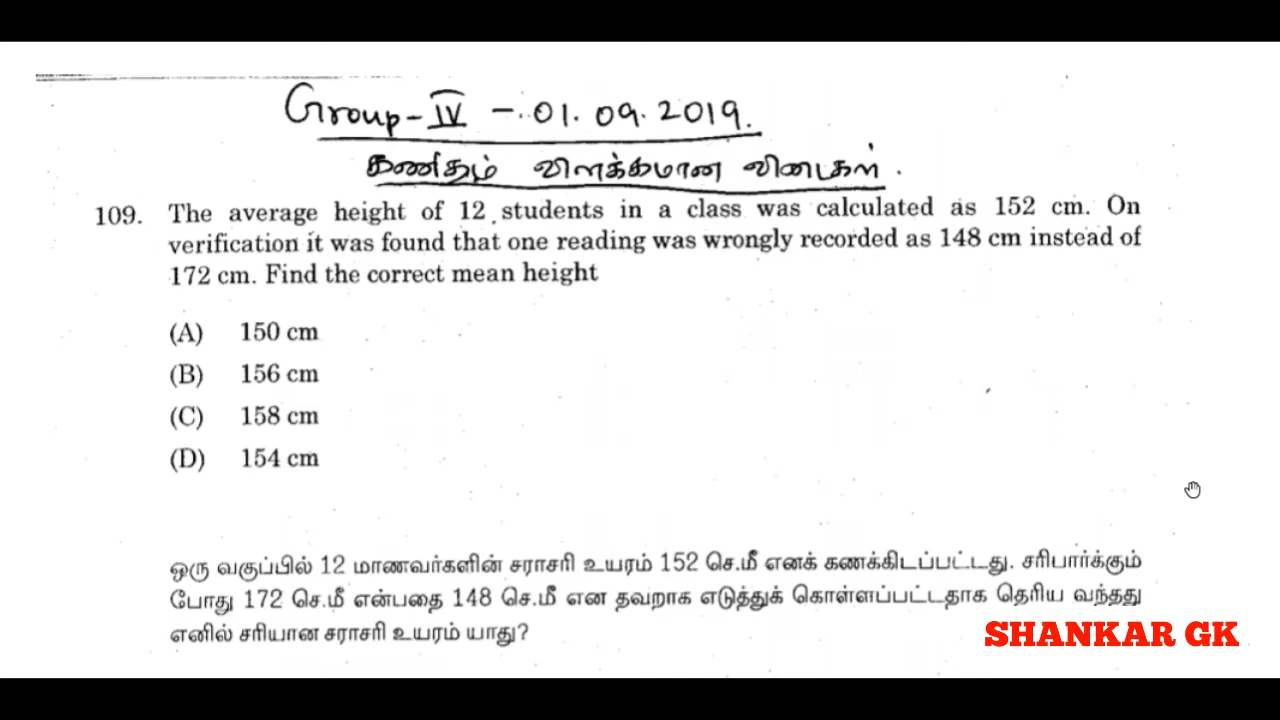 Group-IV - 01.09.2019.
கணிதம் விளக்கமான விடைகள்.
109. The average height of 12 students in a class was calculated as 152 cm. On
verification it was found that one reading was wrongly recorded as 148 cm instead of
172 cm. Find the correct mean height
(A) 150 cm
(B) 156 cm
(C) 158 cm
(D) 154 cm
ஒரு வகுப்பில் 12 மாணவர்களின் சராசரி உயரம் 152 செ.மீ எனக் கணக்கிடப்பட்டது. சரிபார்க்கும்
போது 172 செ.மீ என்பதை 148 செ.மீ என தவறாக எடுத்துக் கொள்ளப்பட்டதாக தெரிய வந்தது
எனில் சரியான சராசரி உயரம் யாது?
SHANKAR GK